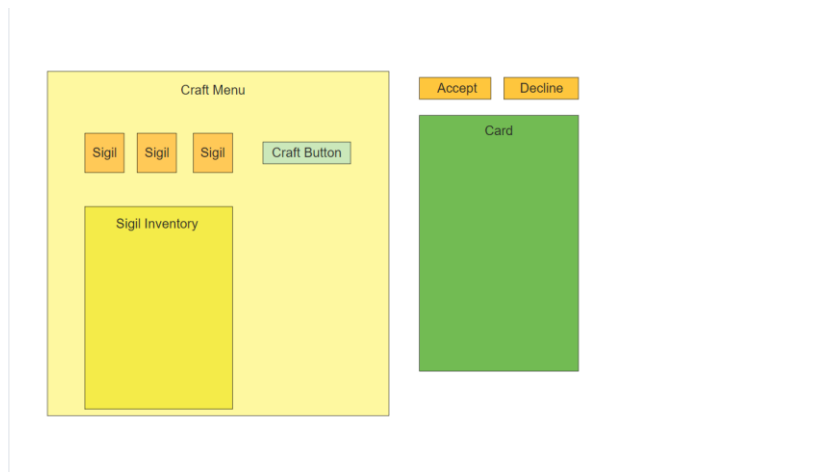 Craft Menu
Sigil
Sigil
Sigil
Craft Button
Sigil Inventory
Accept
Decline
Card